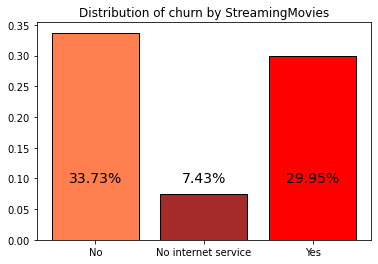 Distribution of churn by StreamingMovies
0.35
0.30
0.25
0.20
0.15
0.10
0.05
0.00
33.73%
7.43%
29.95%
No
No internet service
Yes